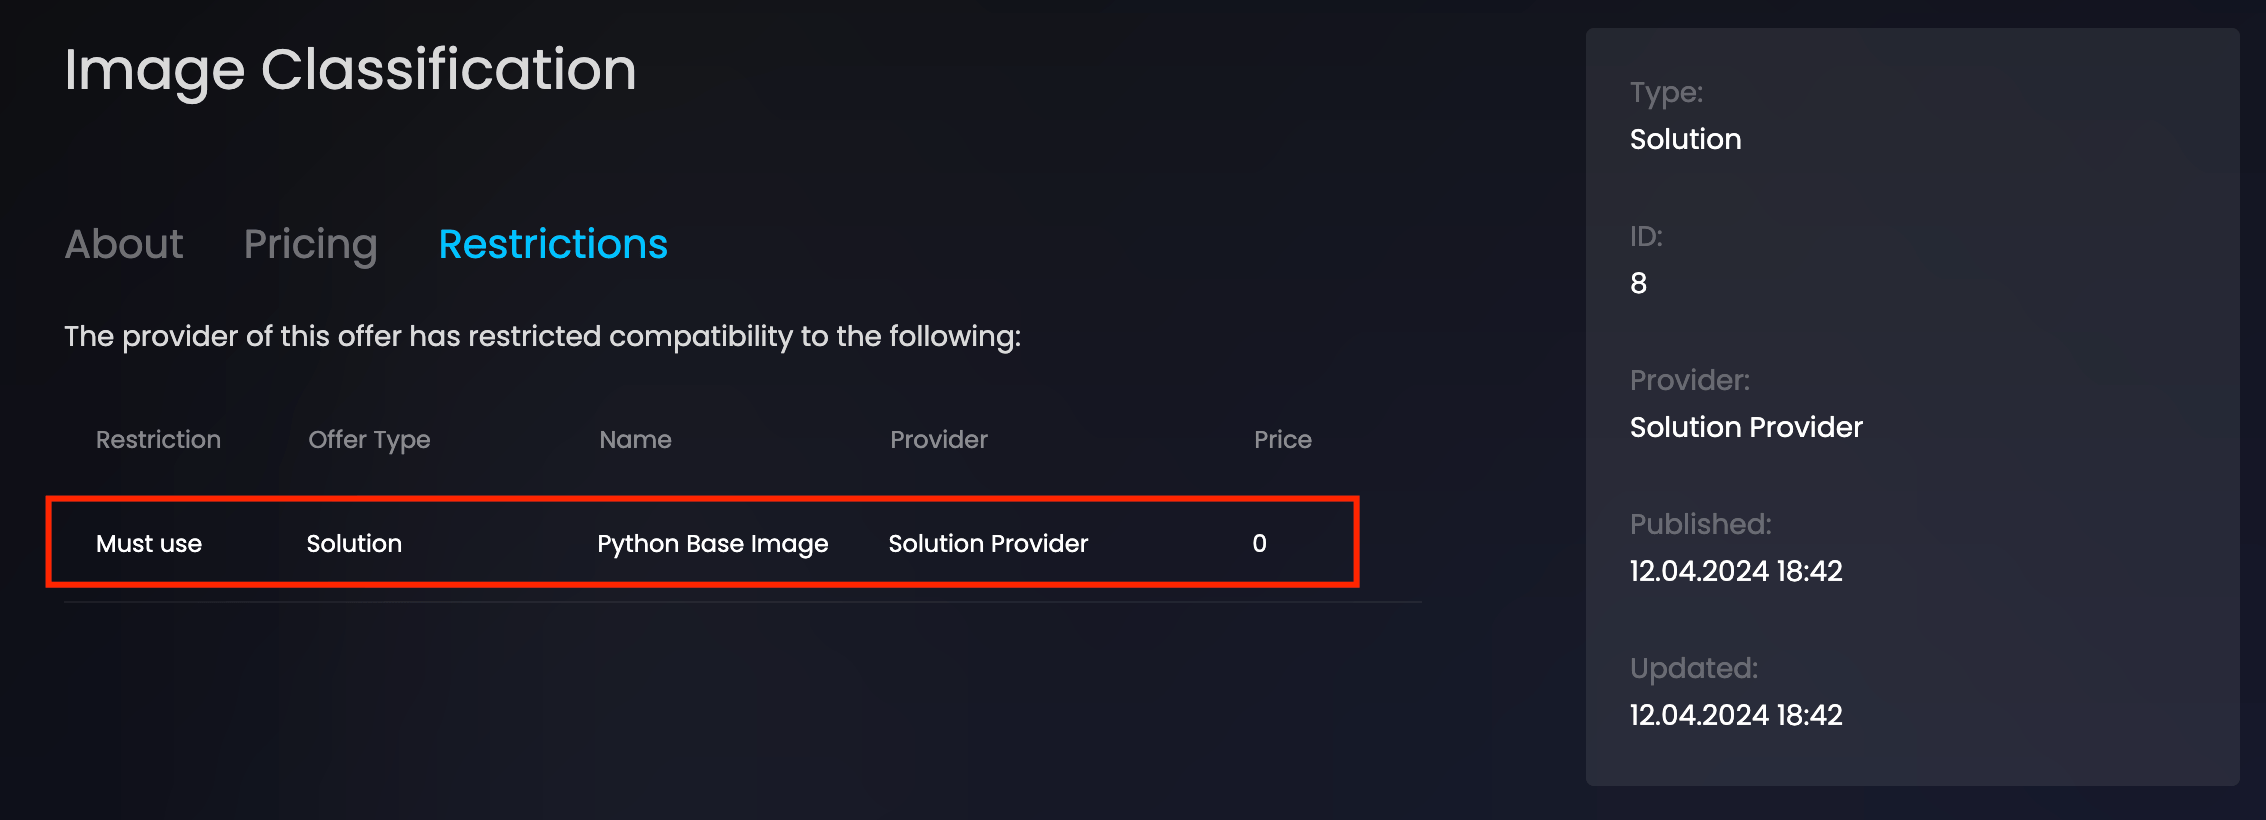 Image Classification
About Pricing Restrictions
The provider of this offer has restricted compatibility to the following:
Restriction Offer Type Name Provider Price
Must use Solution Python Base Image Solution Provider 0
Type:
Solution
ID:
8
Provider:
Solution Provider
Published:
12.04.2024 18:42
Updated:
12.04.2024 18:42